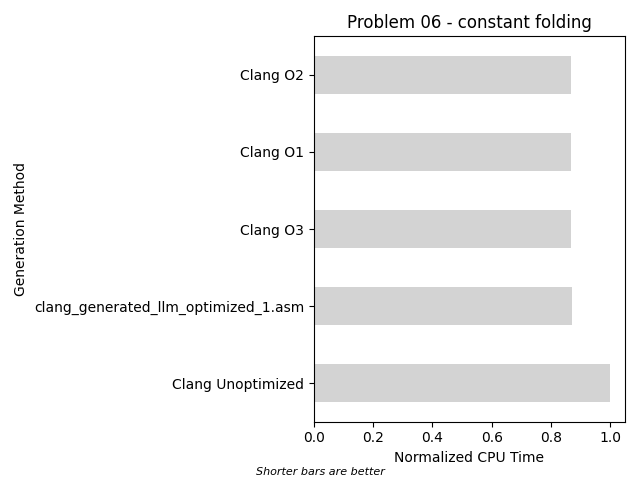 Problem 06 - constant folding
Clang O2
Clang O1
Clang O3
clang_generated_llm_optimized_1.asm
Clang Unoptimized
Generation Method
0.0 0.2 0.4 0.6 0.8 1.0
Normalized CPU Time
Shorter bars are better